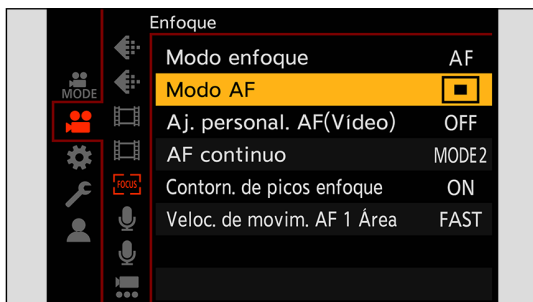 Enfoque
Modo enfoque AF
MODE
Modo AF
Aj. personal. AF(Vídeo) OFF
AF continuo MODE2
FOCUS
Contorn. de picos enfoque ON
Veloc. de movim. AF 1 Área FAST